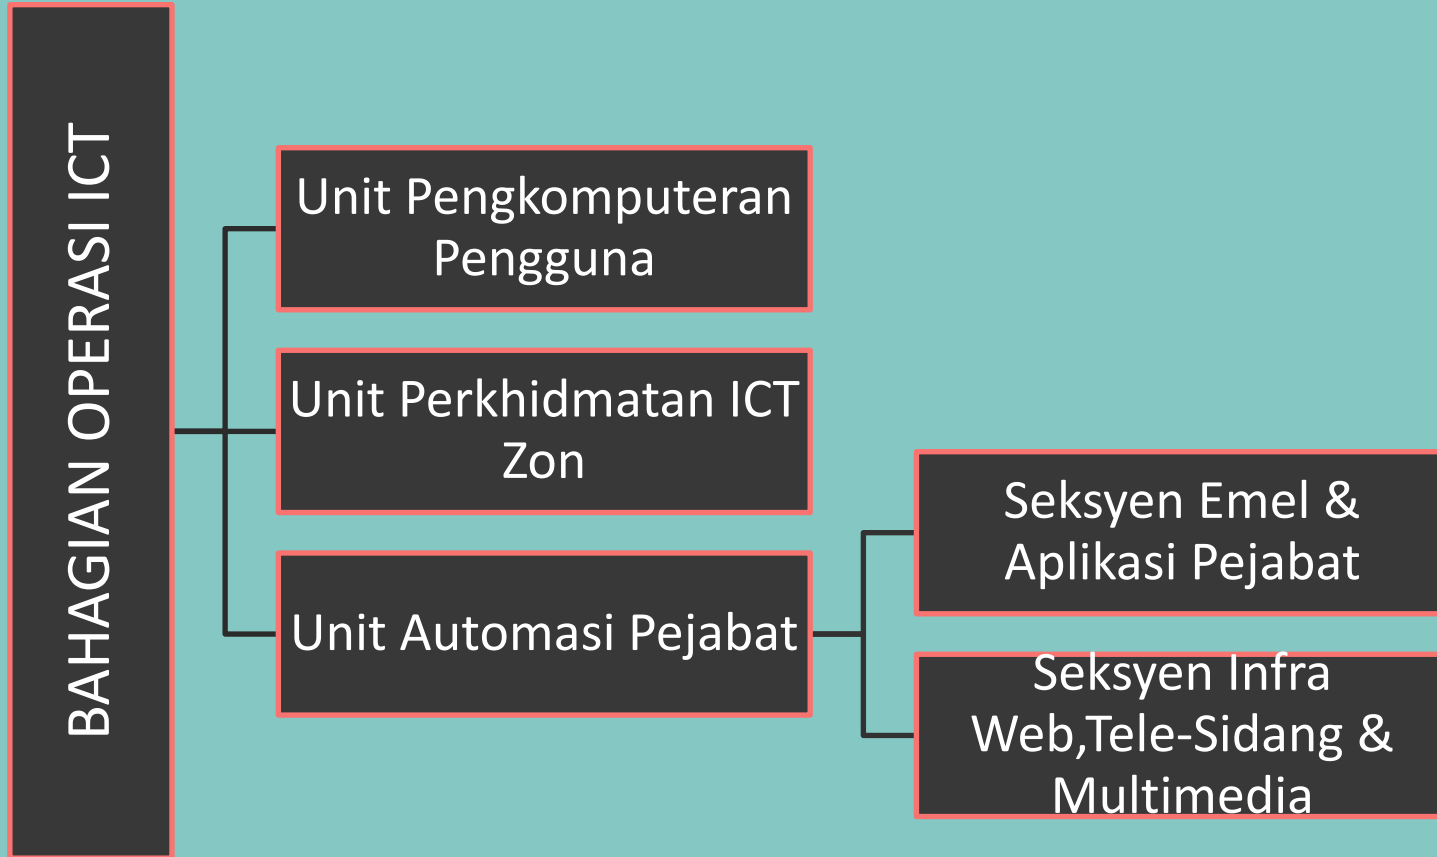 BAHAGIAN OPERASI ICT
Unit Pengkomputeran
Pengguna
Unit Perkhidmatan ICT
Zon
Unit Automasi Pejabat
Seksyen Emel &
Aplikasi Pejabat
Seksyen Infra
Web,Tele-Sidang &
Multimedia